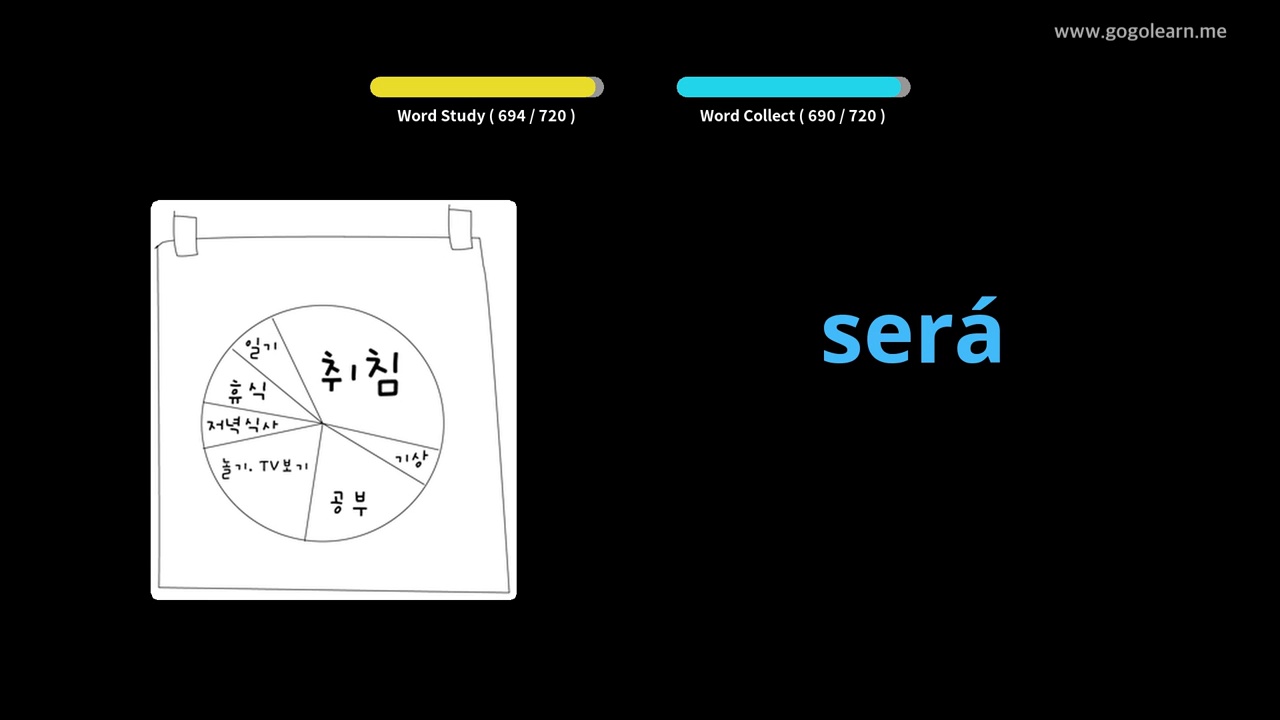 www.gogolearn.me
Word Study ( 694 / 720 )
Word Collect ( 690 / 720 )
일기
취침
휴식
저녁식사
놀기. TV보기
기상
공부
será